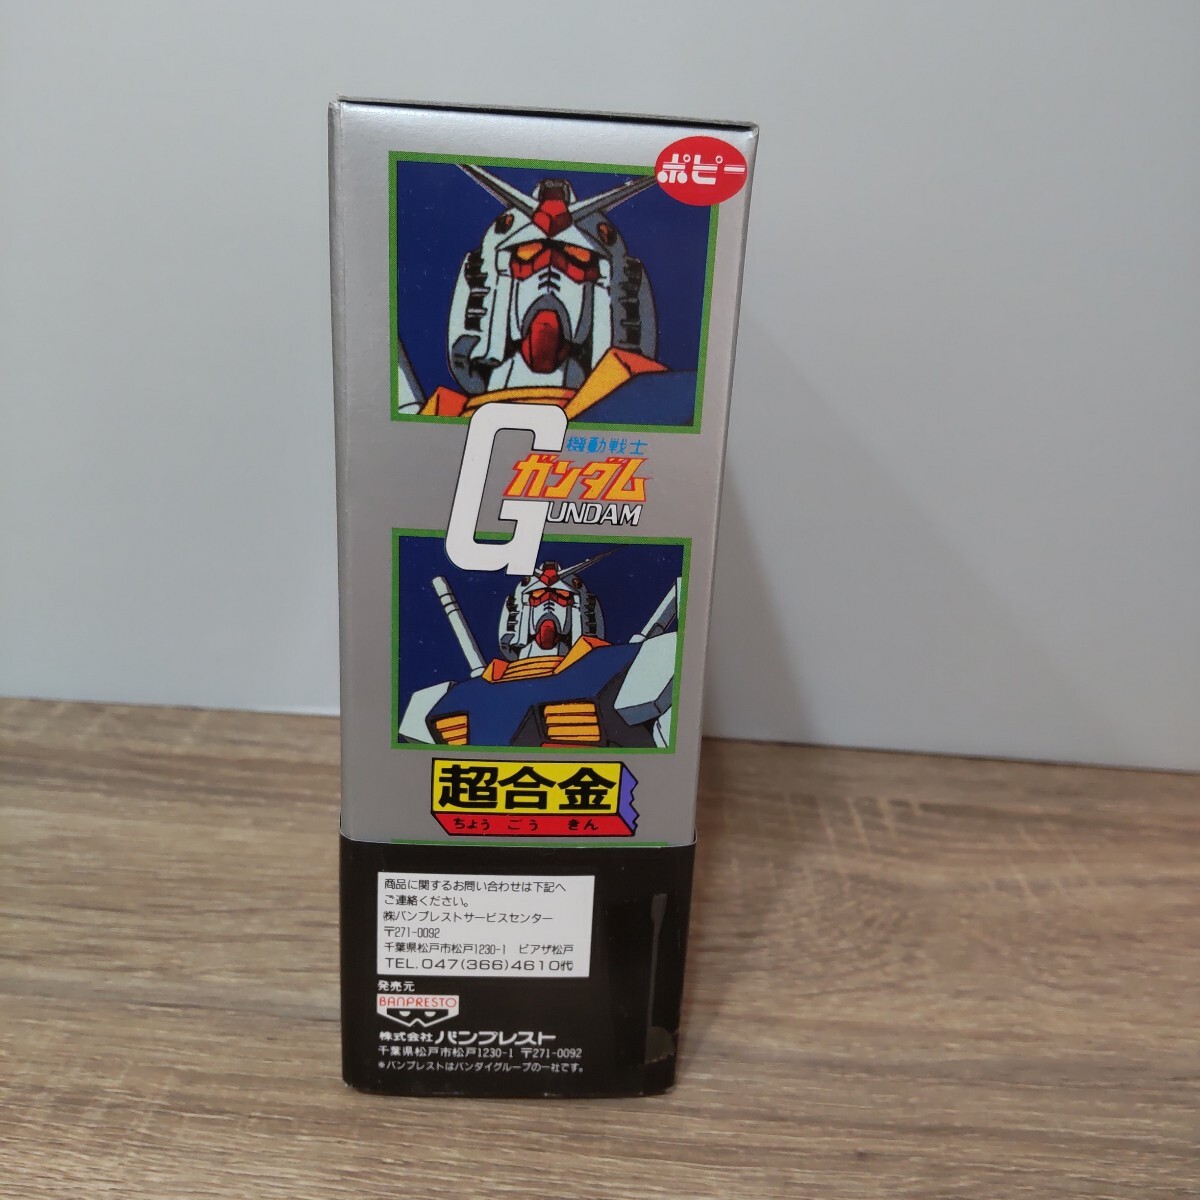 ポピー
機動戦士
ガンダム
GUNDAM
超合金
ちょう ごう きん
商品に関するお問い合わせは下記へ
ご連絡ください。
㈱バンプレストサービスセンター
〒271-0092
千葉県松戸市松戸1230-1 ピアザ松戸
TEL.047(366)4610㈹
発売元
BANPRESTO
株式会社バンプレスト
千葉県松戸市松戸1230-1 〒271-0092
*バンプレストはバンダイグループの一社です。